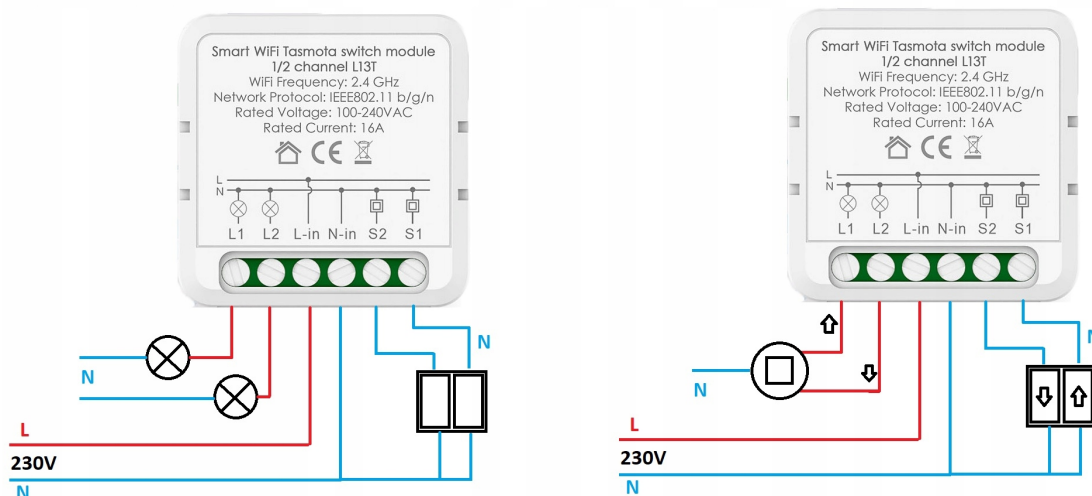 Smart WiFi Tasmota switch module
1/2 channel L13T
WiFi Frequency: 2.4 GHz
Network Protocol: IEEE802.11 b/g/n
Rated Voltage: 100-240VAC
Rated Current: 16A
CE
L
N
L1 L2 L-in N-in S2 S1
N
N
L
230V
N
Smart WiFi Tasmota switch module
1/2 channel L13T
WiFi Frequency: 2.4 GHz
Network Protocol: IEEE802.11 b/g/n
Rated Voltage: 100-240VAC
Rated Current: 16A
CE
L
N
L1 L2 L-in N-in S2 S1
N
N
L
230V
N